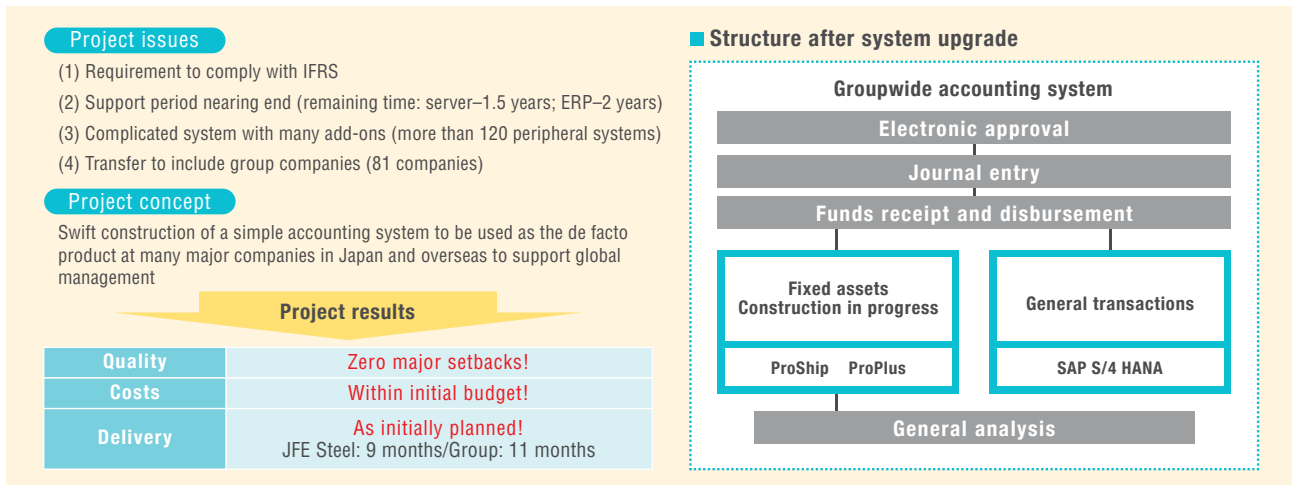 Project issues
(1) Requirement to comply with IFRS
(2) Support period nearing end (remaining time: server–1.5 years; ERP–2 years)
(3) Complicated system with many add-ons (more than 120 peripheral systems)
(4) Transfer to include group companies (81 companies)
Project concept
Swift construction of a simple accounting system to be used as the de facto
product at many major companies in Japan and overseas to support global
management
Project results
Quality
Zero major setbacks!
Costs
Within initial budget!
Delivery
As initially planned!
JFE Steel: 9 months/Group: 11 months
Structure after system upgrade
Groupwide accounting system
Electronic approval
Journal entry
Funds receipt and disbursement
Fixed assets
Construction in progress
ProShip ProPlus
General transactions
SAP S/4 HANA
General analysis